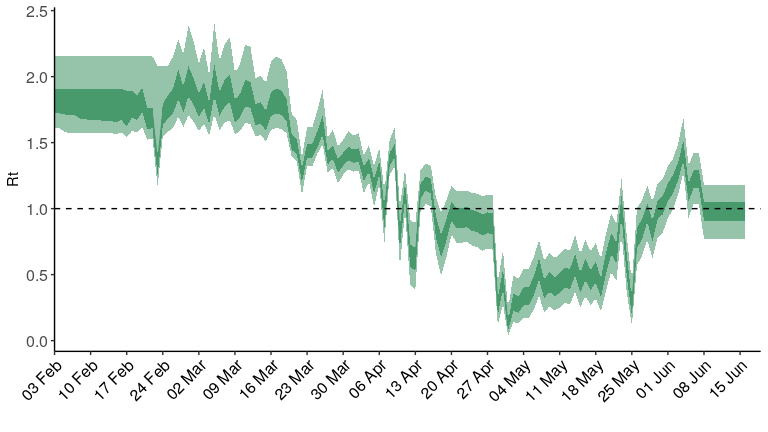 2.5
2.0
1.5
1.0
0.5
0.0
Rt
03 Feb
10 Feb
17 Feb
24 Feb
02 Mar
09 Mar
16 Mar
23 Mar
30 Mar
06 Apr
13 Apr
20 Apr
27 Apr
04 May
11 May
18 May
25 May
01 Jun
08 Jun
15 Jun